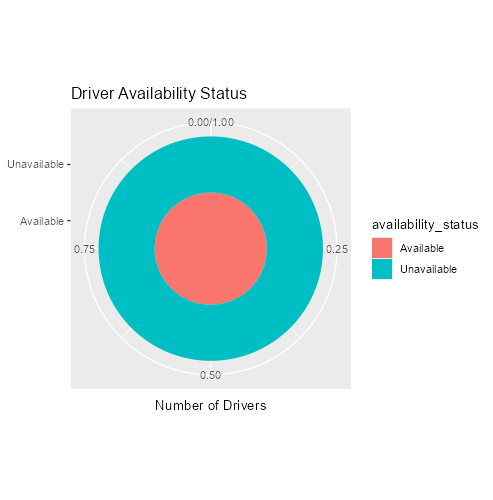 Driver Availability Status
0.00/1.00
Unavailable
Available
0.75
0.25
0.50
Number of Drivers
availability_status
Available
Unavailable